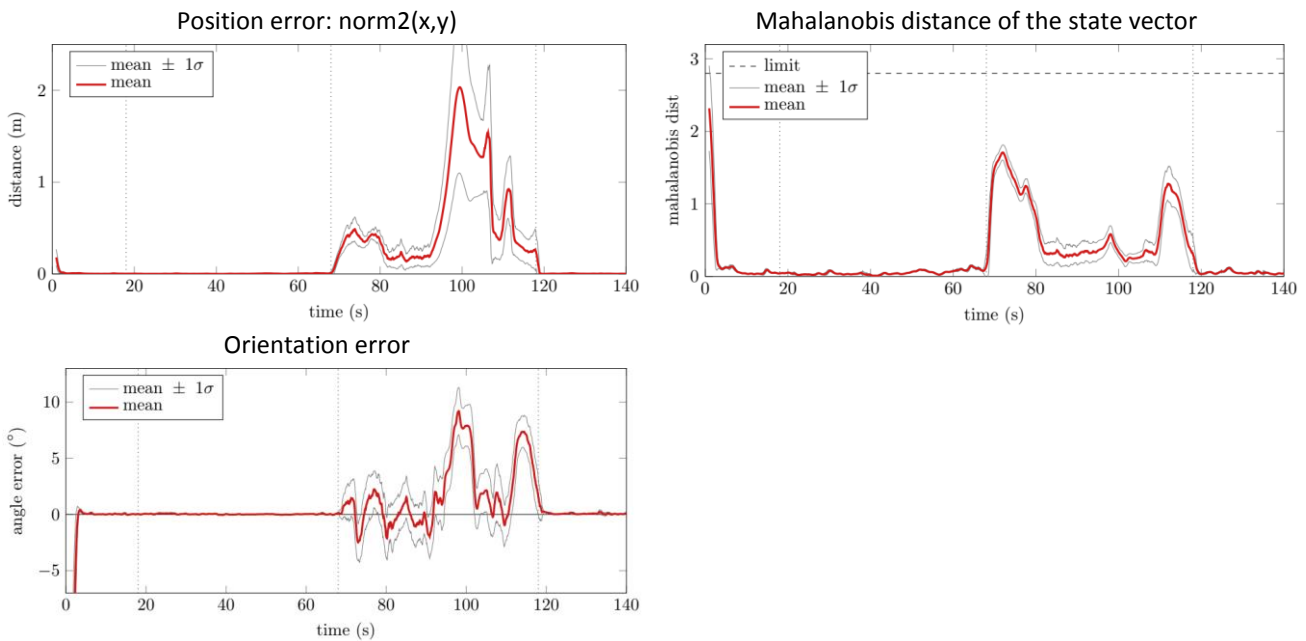 Position error: norm2(x,y)
mean ± 1σ
mean
distance (m)
2
1
0
0 20 40 60 80 100 120 140
time (s)
Mahalanobis distance of the state vector
limit
mean ± 1σ
mean
mahalanobis dist
3
2
1
0
0 20 40 60 80 100 120 140
time (s)
Orientation error
mean ± 1σ
mean
angle error (°)
10
5
0
−5
0 20 40 60 80 100 120 140
time (s)